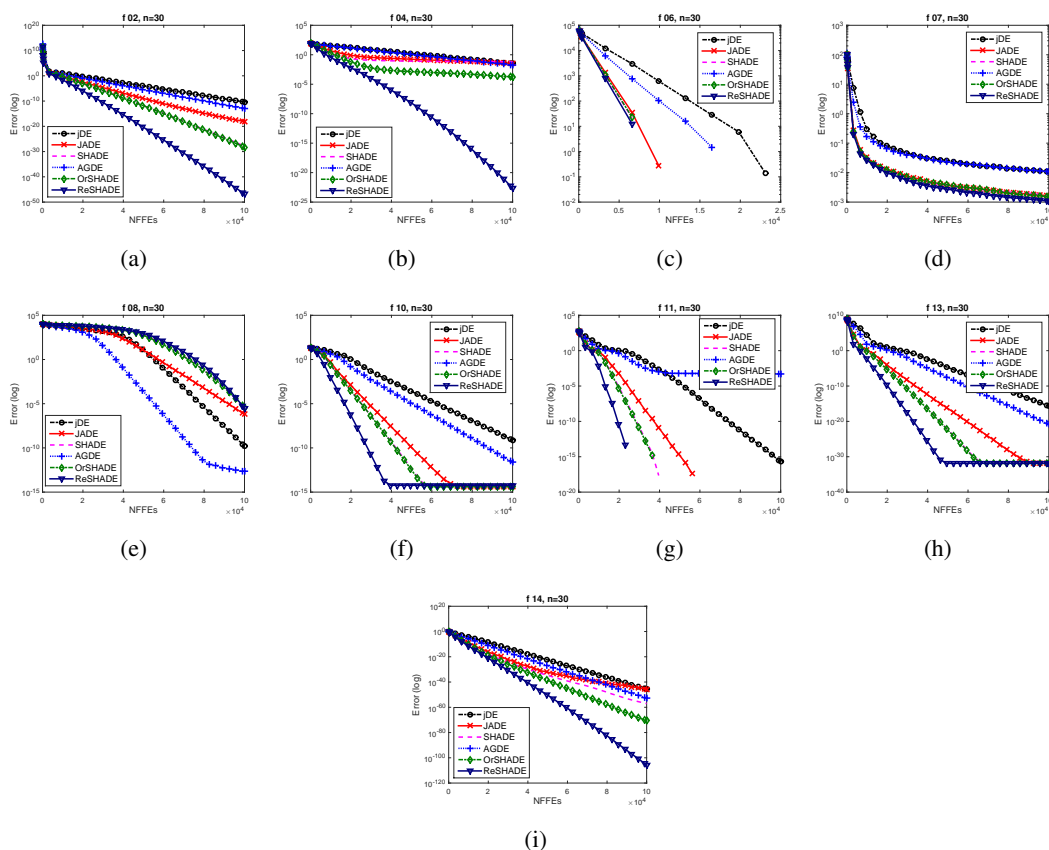 f 02, n=30
Error (log)
10^20
10^10
10^0
10^-10
10^-20
10^-30
10^-40
10^-50
jDE
JADE
SHADE
AGDE
OrSHADE
ReSHADE
0 2 4 6 8 10
NFFEs
×10^4
(a)
f 04, n=30
Error (log)
10^5
10^0
10^-5
10^-10
10^-15
10^-20
10^-25
jDE
JADE
SHADE
AGDE
OrSHADE
ReSHADE
0 2 4 6 8 10
NFFEs
×10^4
(b)
f 06, n=30
Error (log)
10^5
10^4
10^3
10^2
10^1
10^0
10^-1
10^-2
jDE
JADE
SHADE
AGDE
OrSHADE
ReSHADE
0 0.5 1 1.5 2 2.5
NFFEs
×10^4
(c)
f 07, n=30
Error (log)
10^3
10^2
10^1
10^0
10^-1
10^-2
10^-3
jDE
JADE
SHADE
AGDE
OrSHADE
ReSHADE
0 2 4 6 8 10
NFFEs
×10^4
(d)
f 08, n=30
Error (log)
10^5
10^0
10^-5
10^-10
10^-15
jDE
JADE
SHADE
AGDE
OrSHADE
ReSHADE
0 2 4 6 8 10
NFFEs
×10^4
(e)
f 10, n=30
Error (log)
10^5
10^0
10^-5
10^-10
10^-15
jDE
JADE
SHADE
AGDE
OrSHADE
ReSHADE
0 2 4 6 8 10
NFFEs
×10^4
(f)
f 11, n=30
Error (log)
10^5
10^0
10^-5
10^-10
10^-15
10^-20
jDE
JADE
SHADE
AGDE
OrSHADE
ReSHADE
0 2 4 6 8 10
NFFEs
×10^4
(g)
f 13, n=30
Error (log)
10^10
10^0
10^-10
10^-20
10^-30
10^-40
jDE
JADE
SHADE
AGDE
OrSHADE
ReSHADE
0 2 4 6 8 10
NFFEs
×10^4
(h)
f 14, n=30
Error (log)
10^20
10^0
10^-20
10^-40
10^-60
10^-80
10^-100
10^-120
jDE
JADE
SHADE
AGDE
OrSHADE
ReSHADE
0 2 4 6 8 10
NFFEs
×10^4
(i)